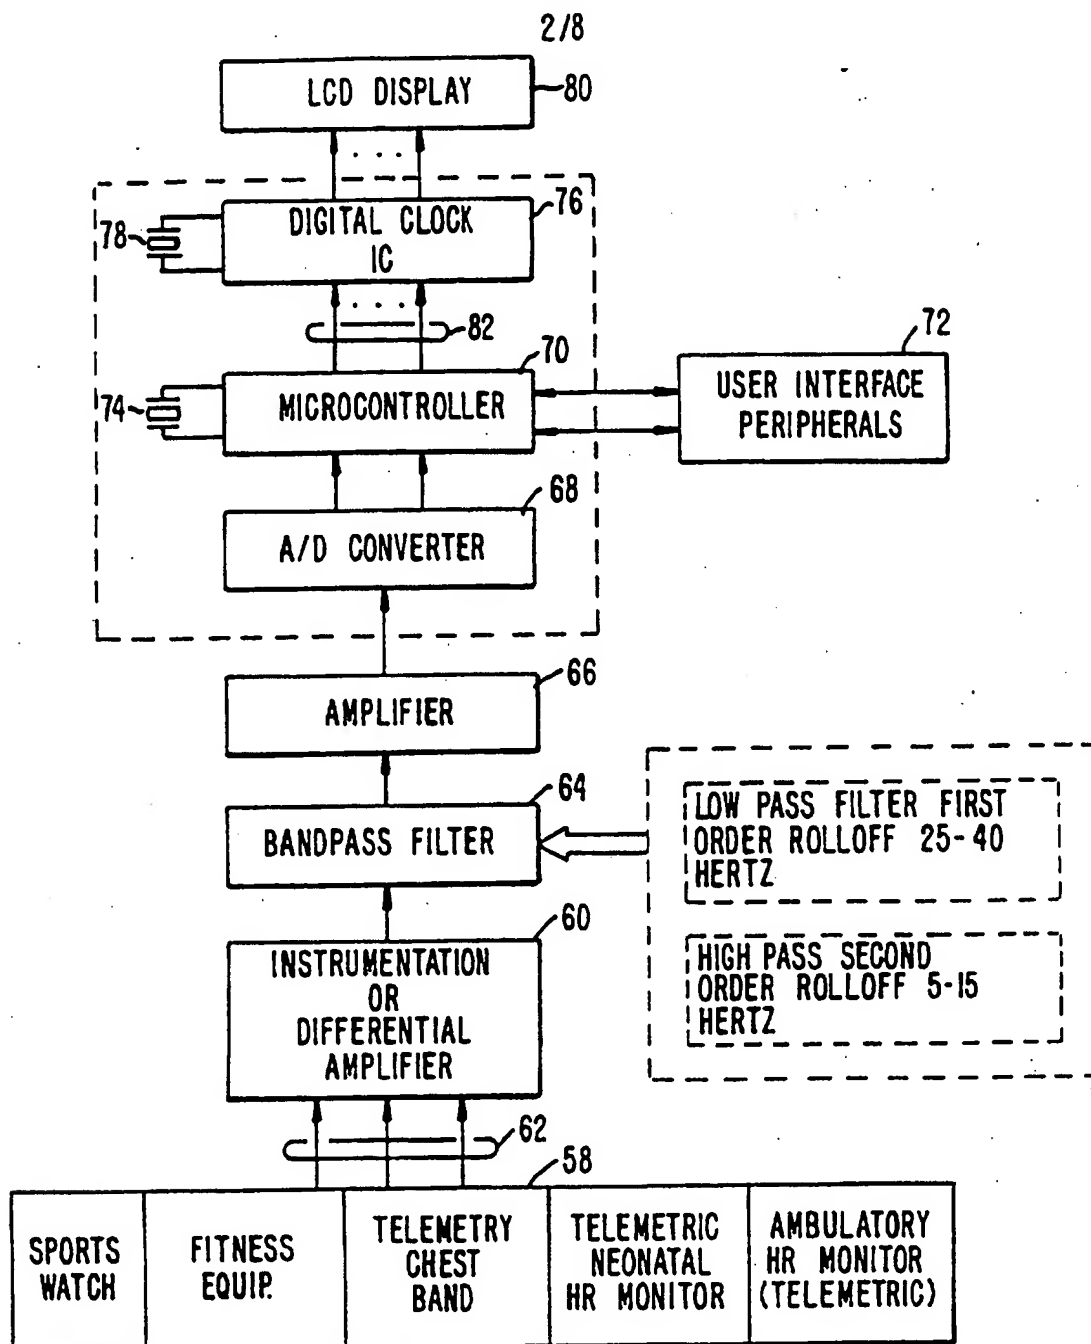 2/8
LCD DISPLAY
80
DIGITAL CLOCK
IC
76
78
82
70
MICROCONTROLLER
74
72
USER INTERFACE
PERIPHERALS
68
A/D CONVERTER
66
AMPLIFIER
64
BANDPASS FILTER
LOW PASS FILTER FIRST
ORDER ROLLOFF 25-40
HERTZ
HIGH PASS SECOND
ORDER ROLLOFF 5-15
HERTZ
60
INSTRUMENTATION
OR
DIFFERENTIAL
AMPLIFIER
62
58
SPORTS
WATCH
FITNESS
EQUIP.
TELEMETRY
CHEST
BAND
TELEMETRIC
NEONATAL
HR MONITOR
AMBULATORY
HR MONITOR
(TELEMETRIC)